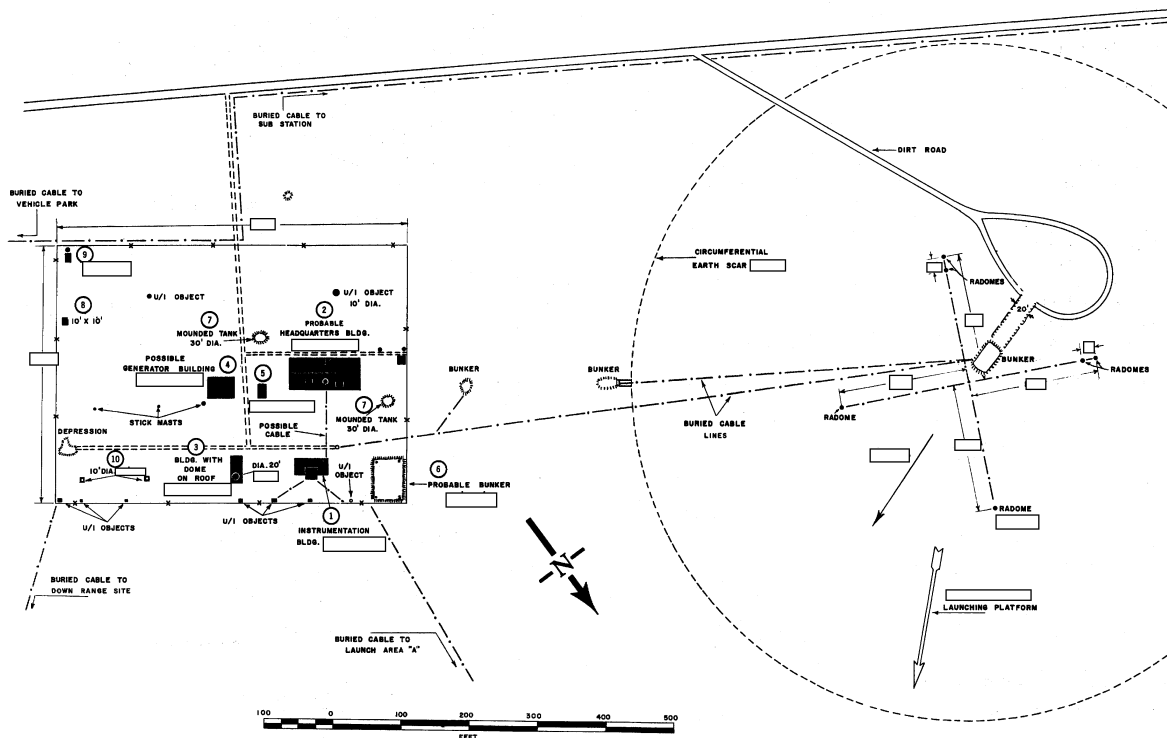 BURIED CABLE TO
SUB STATION
DIRT ROAD
BURIED CABLE TO
VEHICLE PARK
9
CIRCUMFERENTIAL
EARTH SCAR
RADOMES
U/I OBJECT
U/I OBJECT
10' DIA.
8
10' X 10'
7
MOUNDED TANK
30' DIA.
2
PROBABLE
HEADQUARTERS BLDG.
20'
BUNKER
RADOMES
POSSIBLE
GENERATOR BUILDING
4
5
BUNKER
BUNKER
RADOME
STICK MASTS
7
MOUNDED TANK
30' DIA.
BURIED CABLE
LINES
DEPRESSION
POSSIBLE
CABLE
3
BLDG. WITH
DOME
ON ROOF
DIA. 20'
10
10' DIA.
U/I
OBJECT
6
PROBABLE BUNKER
U/I OBJECTS
U/I OBJECTS
1
INSTRUMENTATION
BLDG.
RADOME
N
BURIED CABLE TO
DOWN RANGE SITE
LAUNCHING PLATFORM
BURIED CABLE TO
LAUNCH AREA "A"
100 0 100 200 300 400 500
FEET